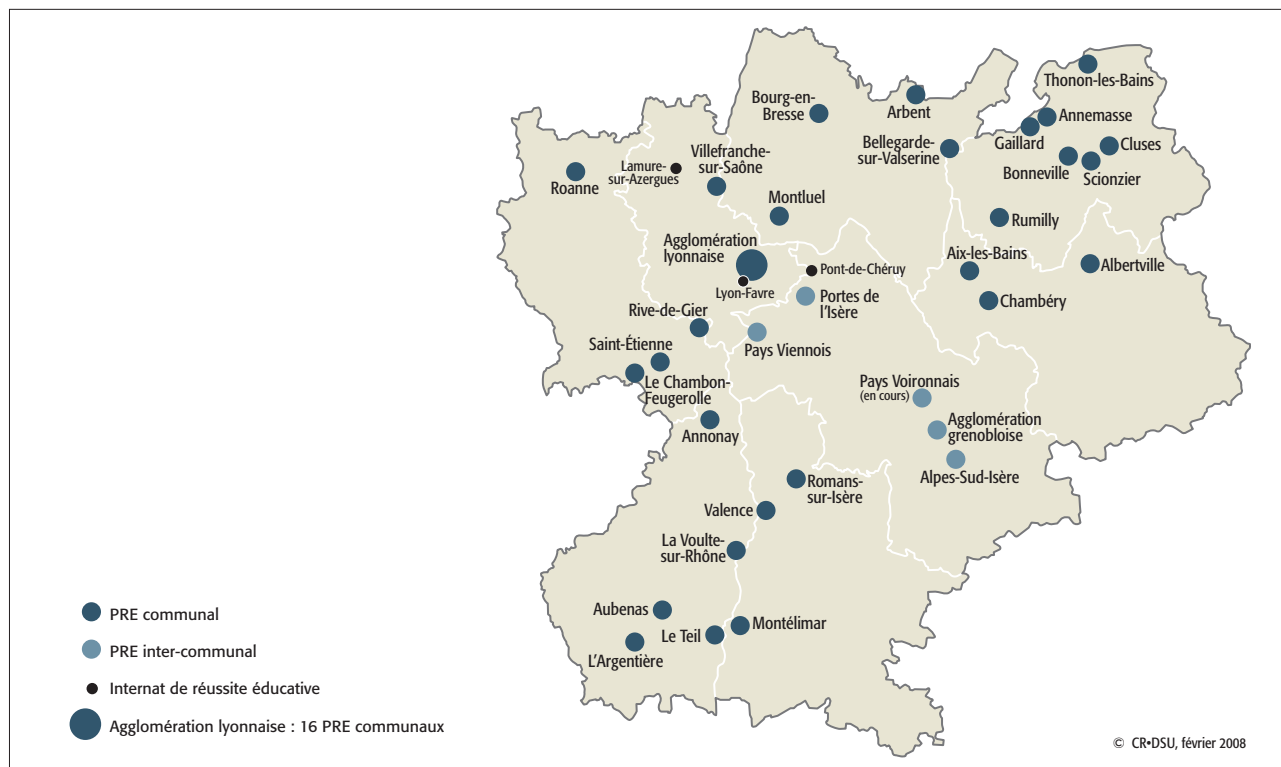 Thonon-les-Bains
Bourg-en-
Bresse
Arbent
Annemasse
Gaillard
Cluses
Bellegarde-
sur-Valserine
Bonneville
Scionzier
Villefranche-
sur-Saône
Lamure-
sur-Azergues
Roanne
Montluel
Rumilly
Agglomération
lyonnaise
Aix-les-Bains
Albertville
Pont-de-Chéruy
Lyon-Favre
Portes de
l'Isère
Chambéry
Rive-de-Gier
Saint-Étienne
Pays Viennois
Le Chambon-
Feugerolle
Pays Voironnais
(en cours)
Agglomération
grenobloise
Annonay
Alpes-Sud-Isère
Romans-
sur-Isère
Valence
La Voulte-
sur-Rhône
Aubenas
Le Teil
Montélimar
L'Argentière
PRE communal
PRE inter-communal
Internat de réussite éducative
Agglomération lyonnaise : 16 PRE communaux
© CR•DSU, février 2008